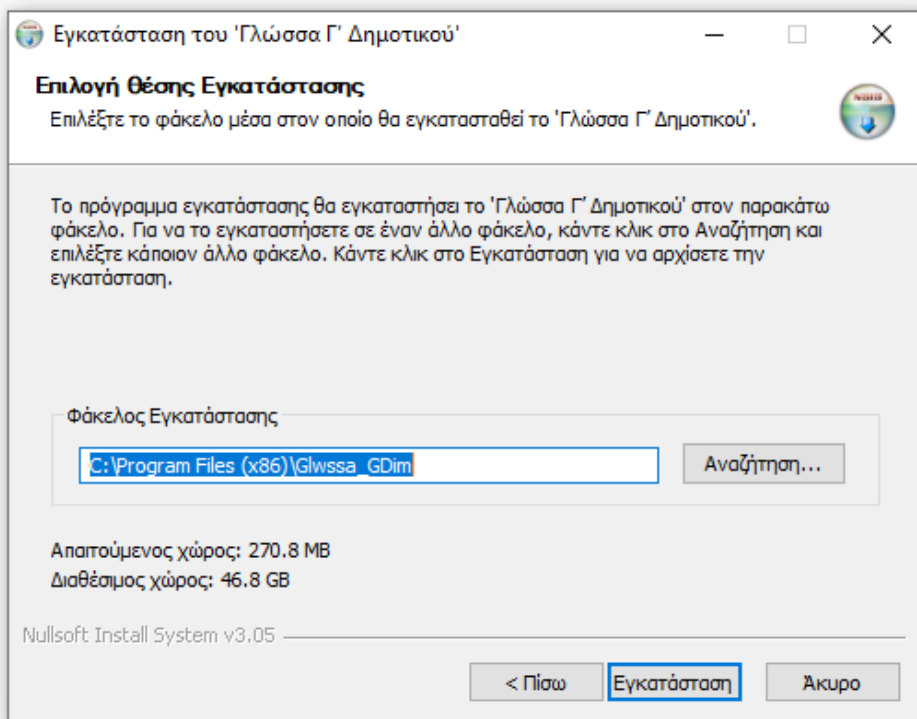 Εγκατάσταση του 'Γλώσσα Γ΄ Δημοτικού'
Επιλογή Θέσης Εγκατάστασης
Επιλέξτε το φάκελο μέσα στον οποίο θα εγκατασταθεί το 'Γλώσσα Γ΄ Δημοτικού'.
Το πρόγραμμα εγκατάστασης θα εγκαταστήσει το 'Γλώσσα Γ΄ Δημοτικού' στον παρακάτω
φάκελο. Για να το εγκαταστήσετε σε έναν άλλο φάκελο, κάντε κλικ στο Αναζήτηση και
επιλέξτε κάποιον άλλο φάκελο. Κάντε κλικ στο Εγκατάσταση για να αρχίσετε την
εγκατάσταση.
Φάκελος Εγκατάστασης
C:\Program Files (x86)\Glwssa_GDim
Αναζήτηση...
Απαιτούμενος χώρος: 270.8 MB
Διαθέσιμος χώρος: 46.8 GB
Nullsoft Install System v3.05
< Πίσω
Εγκατάσταση
Άκυρο